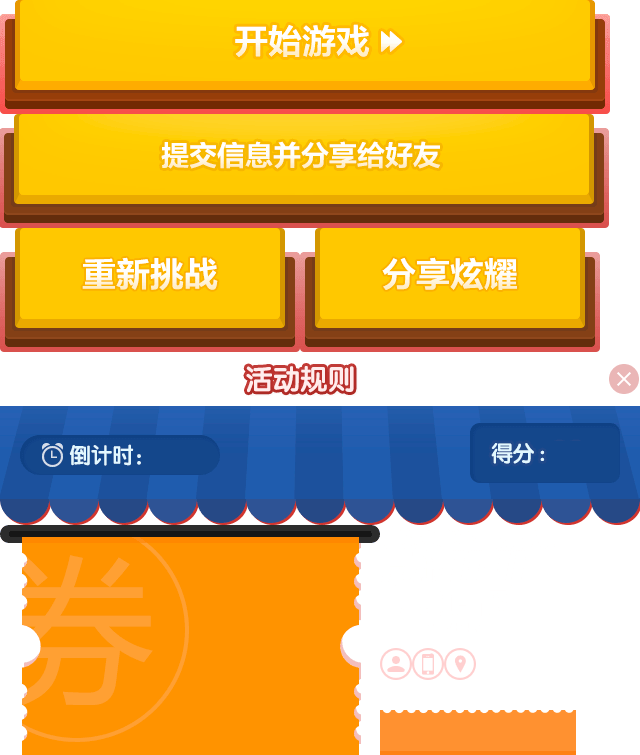 开始游戏
提交信息并分享给好友
重新挑战
分享炫耀
活动规则
倒计时:
得分:
券